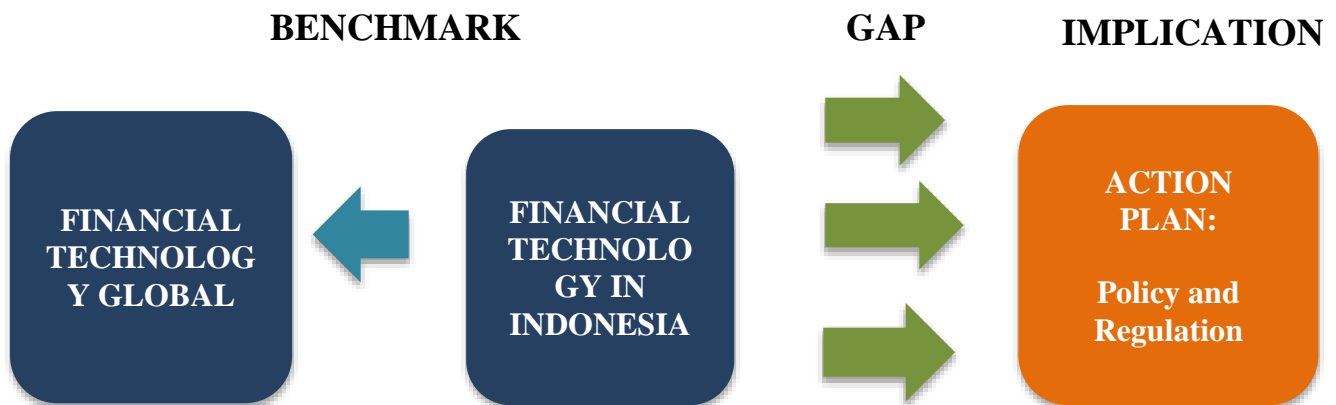 BENCHMARK
GAP
IMPLICATION
FINANCIAL
TECHNOLOG
Y GLOBAL
FINANCIAL
TECHNOLO
GY IN
INDONESIA
ACTION
PLAN:
Policy and
Regulation